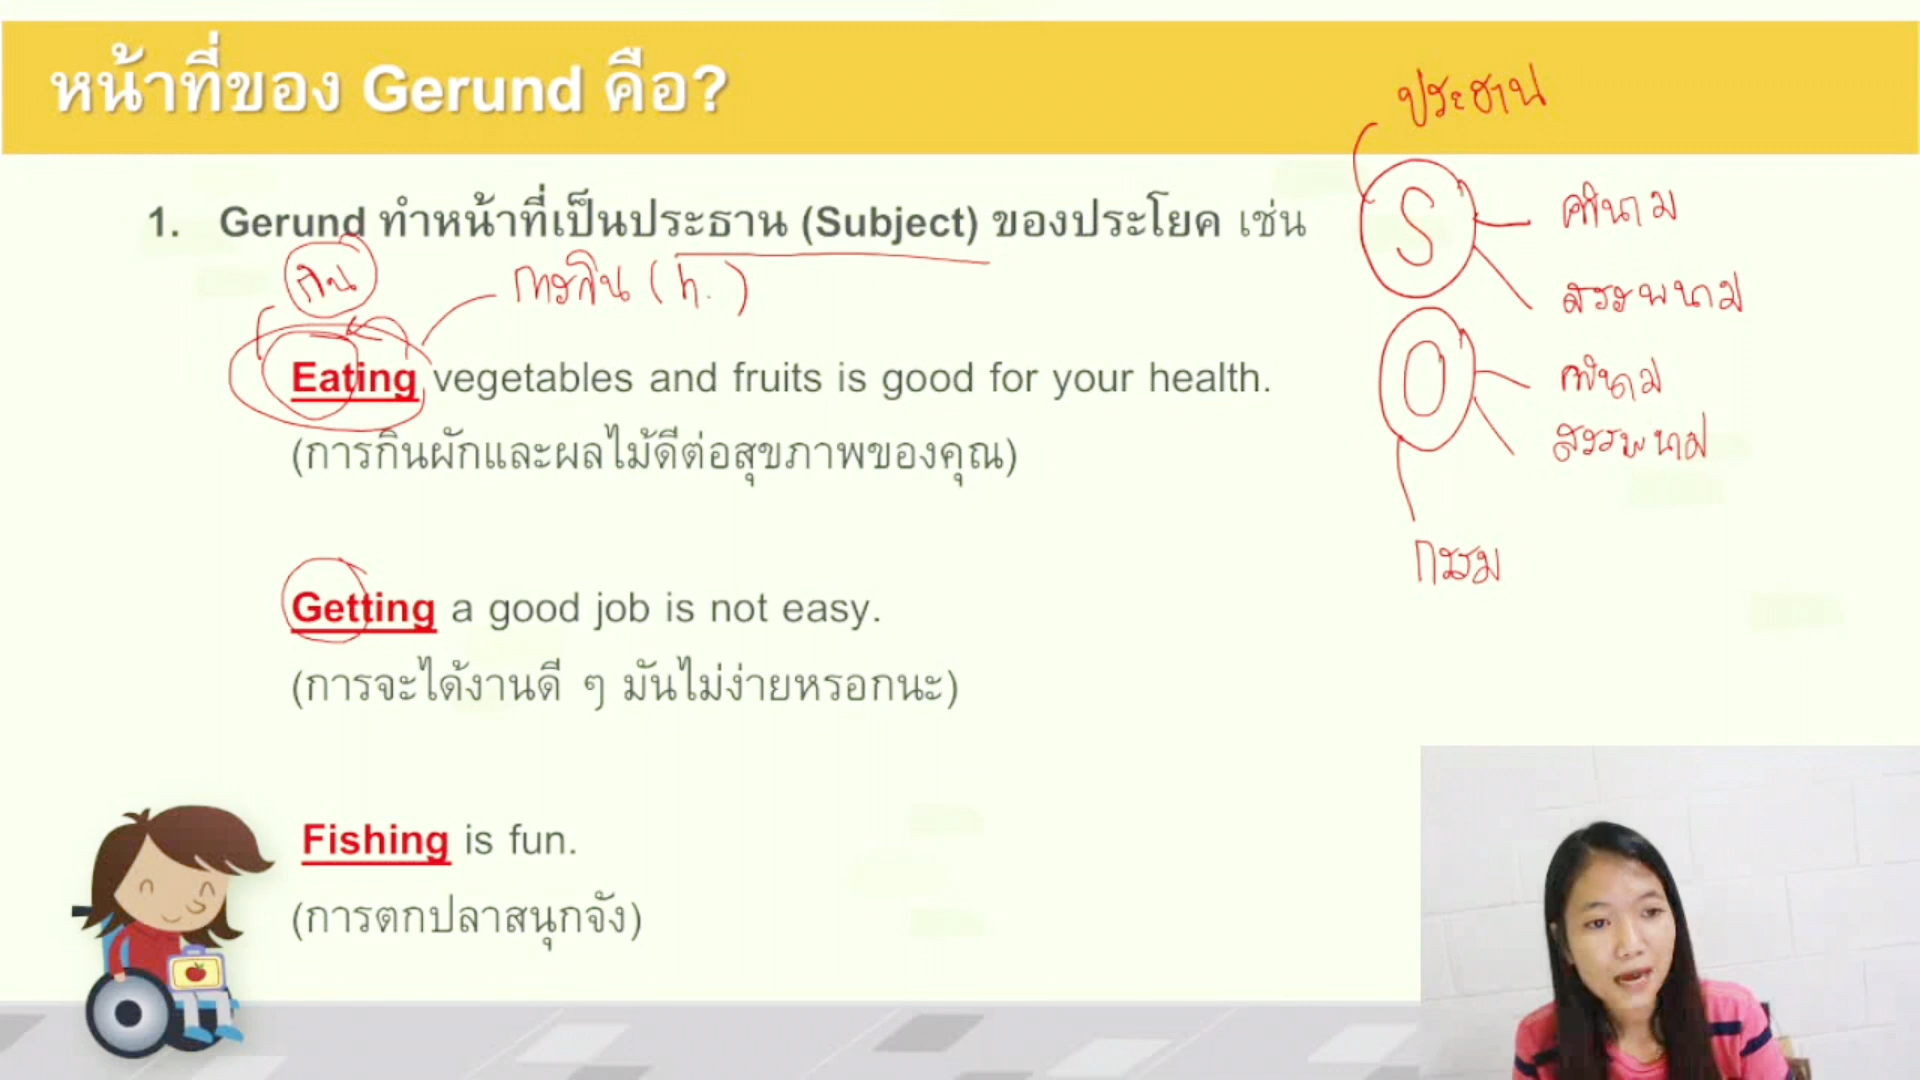 หน้าที่ของ Gerund คือ?
ประธาน
1. Gerund ทำหน้าที่เป็นประธาน (Subject) ของประโยค เช่น
S
คำนาม
สรรพนาม
กิน
การกิน (n.)
Eating vegetables and fruits is good for your health.
O
คำนาม
สรรพนาม
(การกินผักและผลไม้ดีต่อสุขภาพของคุณ)
กรรม
Getting a good job is not easy.
(การจะได้งานดี ๆ มันไม่ง่ายหรอกนะ)
Fishing is fun.
(การตกปลาสนุกจัง)